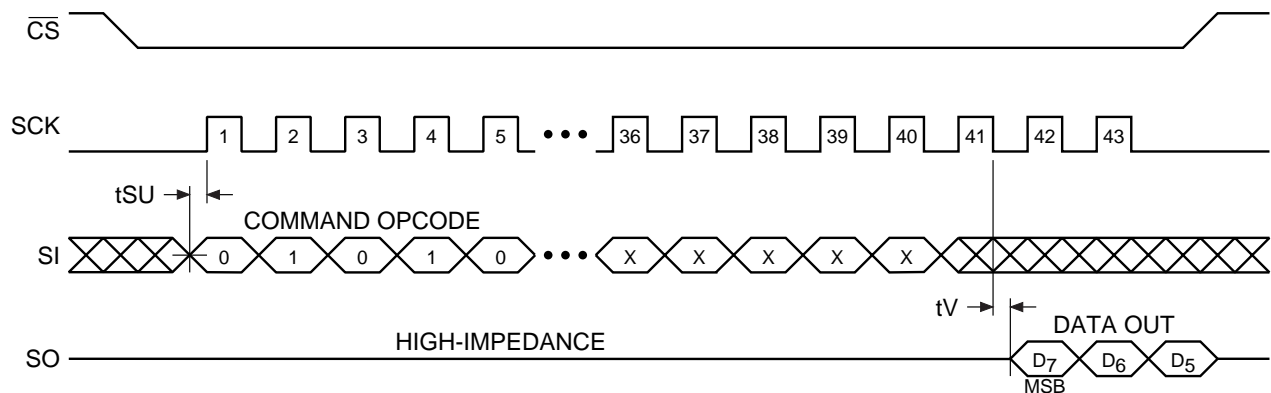 CS
SCK
1 2 3 4 5 ••• 36 37 38 39 40 41 42 43
tSU
COMMAND OPCODE
SI
0 1 0 1 0 ••• X X X X X
tV
DATA OUT
HIGH-IMPEDANCE
SO
D7 D6 D5
MSB